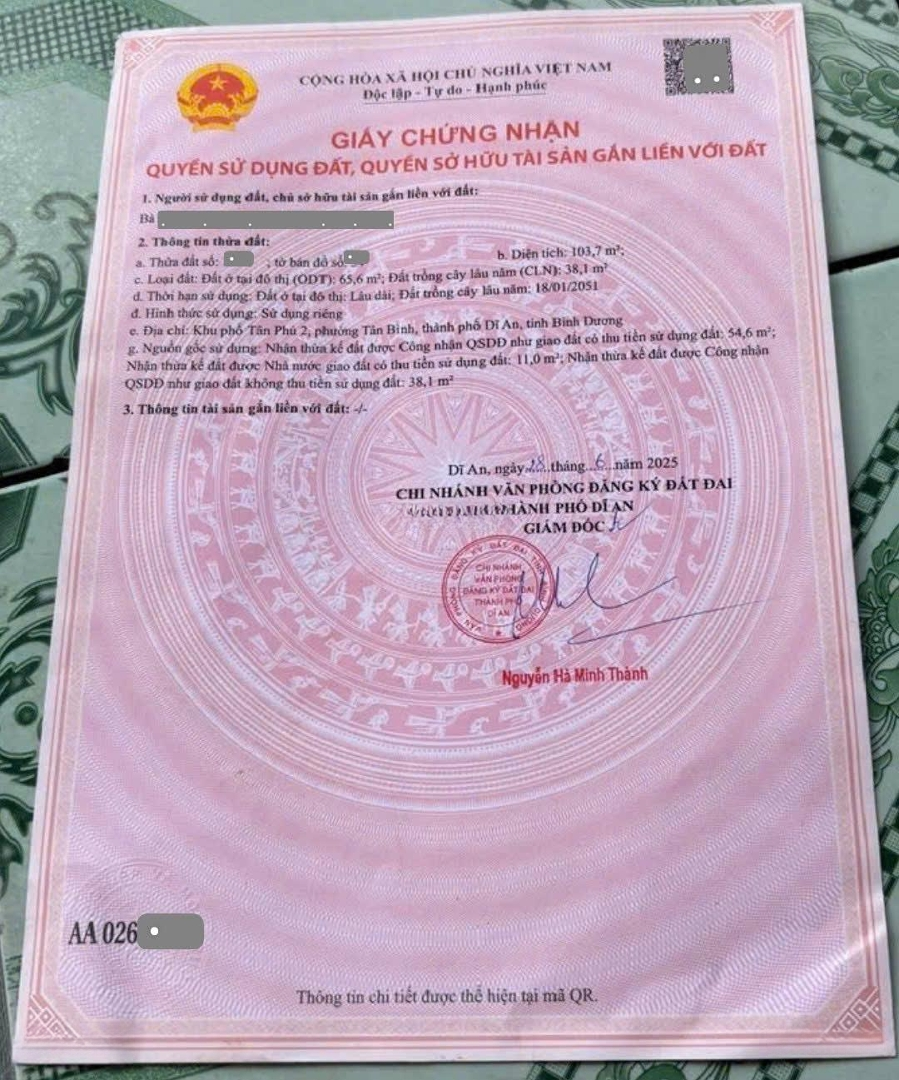 CỘNG HÒA XÃ HỘI CHỦ NGHĨA VIỆT NAM
Độc lập - Tự do - Hạnh phúc
GIẤY CHỨNG NHẬN
QUYỀN SỬ DỤNG ĐẤT, QUYỀN SỞ HỮU TÀI SẢN GẮN LIỀN VỚI ĐẤT
1. Người sử dụng đất, chủ sở hữu tài sản gắn liền với đất:
Bà
2. Thông tin thửa đất:
a. Thửa đất số: ; tờ bản đồ số: b. Diện tích: 103,7 m²;
c. Loại đất: Đất ở tại đô thị (ODT): 65,6 m²; Đất trồng cây lâu năm (CLN): 38,1 m²
d. Thời hạn sử dụng: Đất ở tại đô thị: Lâu dài; Đất trồng cây lâu năm: 18/01/2051
đ. Hình thức sử dụng: Sử dụng riêng
e. Địa chỉ: Khu phố Tân Phú 2, phường Tân Bình, thành phố Dĩ An, tỉnh Bình Dương
g. Nguồn gốc sử dụng: Nhận thừa kế đất được Công nhận QSDĐ như giao đất có thu tiền sử dụng đất: 54,6 m²;
Nhận thừa kế đất được Nhà nước giao đất có thu tiền sử dụng đất: 11,0 m²; Nhận thừa kế đất được Công nhận
QSDĐ như giao đất không thu tiền sử dụng đất: 38,1 m²
3. Thông tin tài sản gắn liền với đất: -/-
Dĩ An, ngày 18 tháng 6 năm 2025
CHI NHÁNH VĂN PHÒNG ĐĂNG KÝ ĐẤT ĐAI
THÀNH PHỐ DĨ AN
GIÁM ĐỐC
CHI NHÁNH
VĂN PHÒNG
ĐĂNG KÝ ĐẤT ĐAI
THÀNH PHỐ
DĨ AN
Nguyễn Hà Minh Thành
AA 026
Thông tin chi tiết được thể hiện tại mã QR.